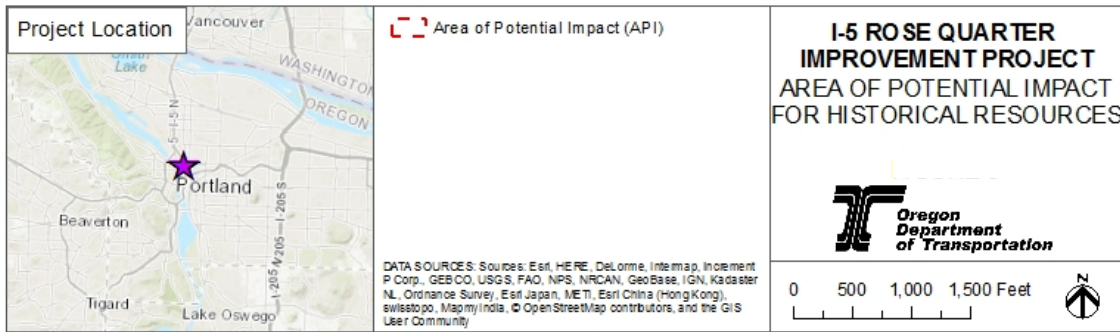 Project Location
Vancouver
Smith
Lake
WASHINGTON
OREGON
5—I-5 N
Portland
Beaverton
I-205 N
I-205 S
I-205 S
Tigard
Lake Oswego
Area of Potential Impact (API)
DATA SOURCES: Sources: Esri, HERE, DeLorme, Intermap, Increment
P Corp., GEBCO, USGS, FAO, NPS, NRCAN, GeoBase, IGN, Kadaster
NL, Ordnance Survey, Esri Japan, METI, Esri China (Hong Kong),
swisstopo, MapmyIndia, © OpenStreetMap contributors, and the GIS
User Community
I-5 ROSE QUARTER
IMPROVEMENT PROJECT
AREA OF POTENTIAL IMPACT
FOR HISTORICAL RESOURCES
Oregon
Department
of Transportation
0 500 1,000 1,500 Feet
N